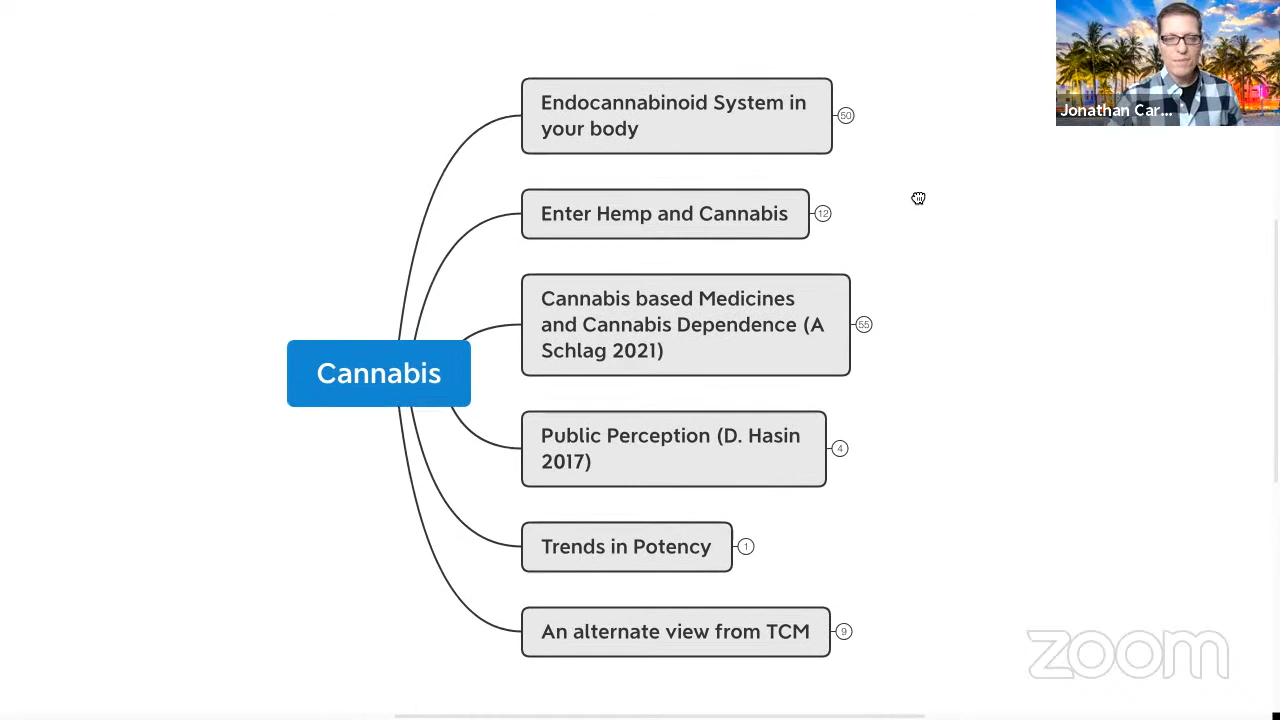 Jonathan Car...
Endocannabinoid System in
your body
50
Enter Hemp and Cannabis
12
Cannabis based Medicines
and Cannabis Dependence (A
Schlag 2021)
55
Cannabis
Public Perception (D. Hasin
2017)
4
Trends in Potency
1
An alternate view from TCM
9
zoom